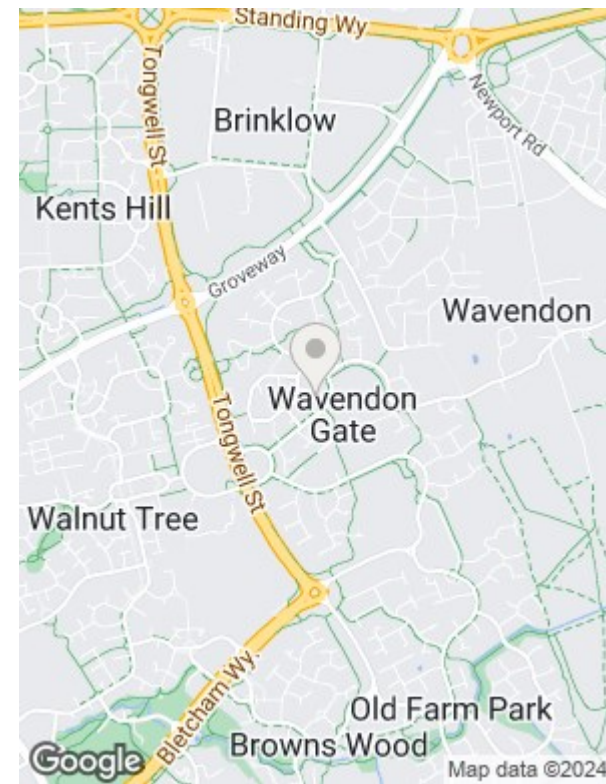 Standing Wy
Tongwell St.
Brinklow
Newport Rd
Kents Hill
Groveway
Wavendon
Wavendon
Gate
Tongwell St
Walnut Tree
Bletcham Wy.
Old Farm Park
Browns Wood
Google
Map data ©2024